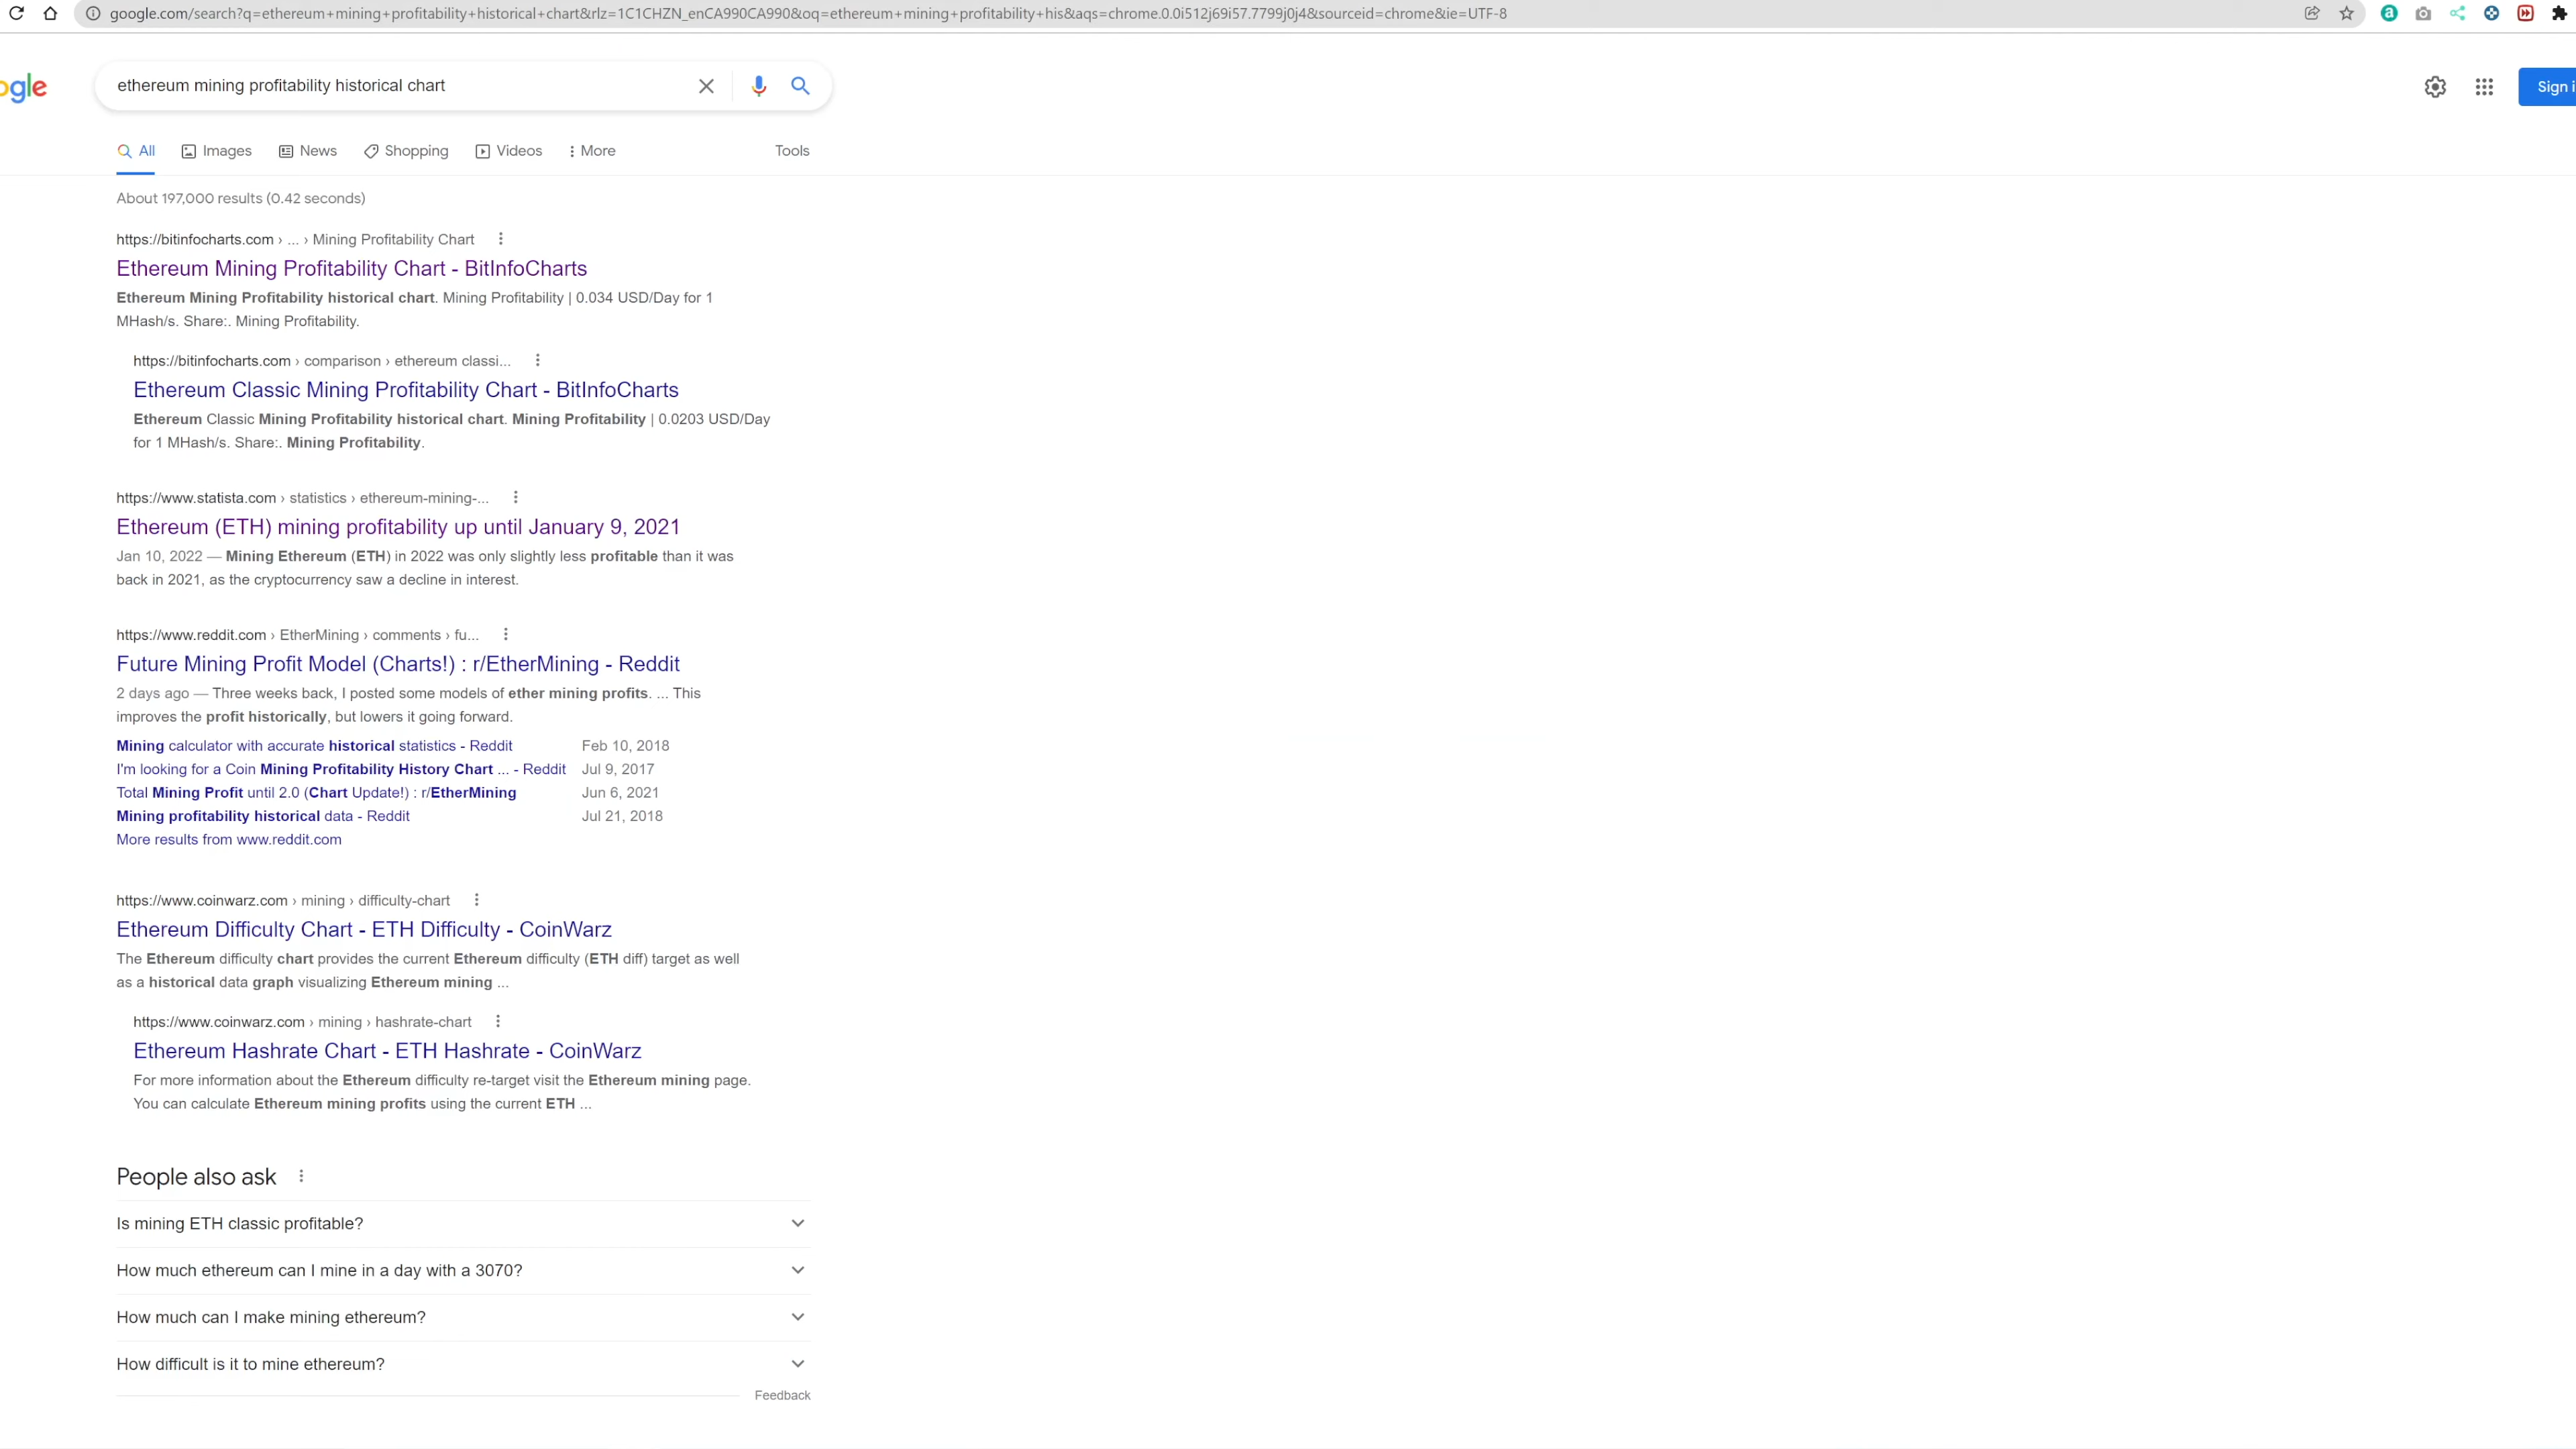 google.com/search?q=ethereum+mining+profitability+historical+chart&rlz=1C1CHZN_enCA990CA990&oq=ethereum+mining+profitability+his&aqs=chrome.0.0i512j69i57.7799j0j4&sourceid=chrome&ie=UTF-8
ogle
ethereum mining profitability historical chart
Sign i
All
Images
News
Shopping
Videos
More
Tools
About 197,000 results (0.42 seconds)
https://bitinfocharts.com › ... › Mining Profitability Chart
Ethereum Mining Profitability Chart - BitInfoCharts
Ethereum Mining Profitability historical chart. Mining Profitability | 0.034 USD/Day for 1
MHash/s. Share:. Mining Profitability.
https://bitinfocharts.com › comparison › ethereum classi...
Ethereum Classic Mining Profitability Chart - BitInfoCharts
Ethereum Classic Mining Profitability historical chart. Mining Profitability | 0.0203 USD/Day
for 1 MHash/s. Share:. Mining Profitability.
https://www.statista.com › statistics › ethereum-mining-...
Ethereum (ETH) mining profitability up until January 9, 2021
Jan 10, 2022 — Mining Ethereum (ETH) in 2022 was only slightly less profitable than it was
back in 2021, as the cryptocurrency saw a decline in interest.
https://www.reddit.com › EtherMining › comments › fu...
Future Mining Profit Model (Charts!) : r/EtherMining - Reddit
2 days ago — Three weeks back, I posted some models of ether mining profits. ... This
improves the profit historically, but lowers it going forward.
Mining calculator with accurate historical statistics - Reddit Feb 10, 2018
I'm looking for a Coin Mining Profitability History Chart ... - Reddit Jul 9, 2017
Total Mining Profit until 2.0 (Chart Update!) : r/EtherMining Jun 6, 2021
Mining profitability historical data - Reddit Jul 21, 2018
More results from www.reddit.com
https://www.coinwarz.com › mining › difficulty-chart
Ethereum Difficulty Chart - ETH Difficulty - CoinWarz
The Ethereum difficulty chart provides the current Ethereum difficulty (ETH diff) target as well
as a historical data graph visualizing Ethereum mining ...
https://www.coinwarz.com › mining › hashrate-chart
Ethereum Hashrate Chart - ETH Hashrate - CoinWarz
For more information about the Ethereum difficulty re-target visit the Ethereum mining page.
You can calculate Ethereum mining profits using the current ETH ...
People also ask
Is mining ETH classic profitable?
How much ethereum can I mine in a day with a 3070?
How much can I make mining ethereum?
How difficult is it to mine ethereum?
Feedback